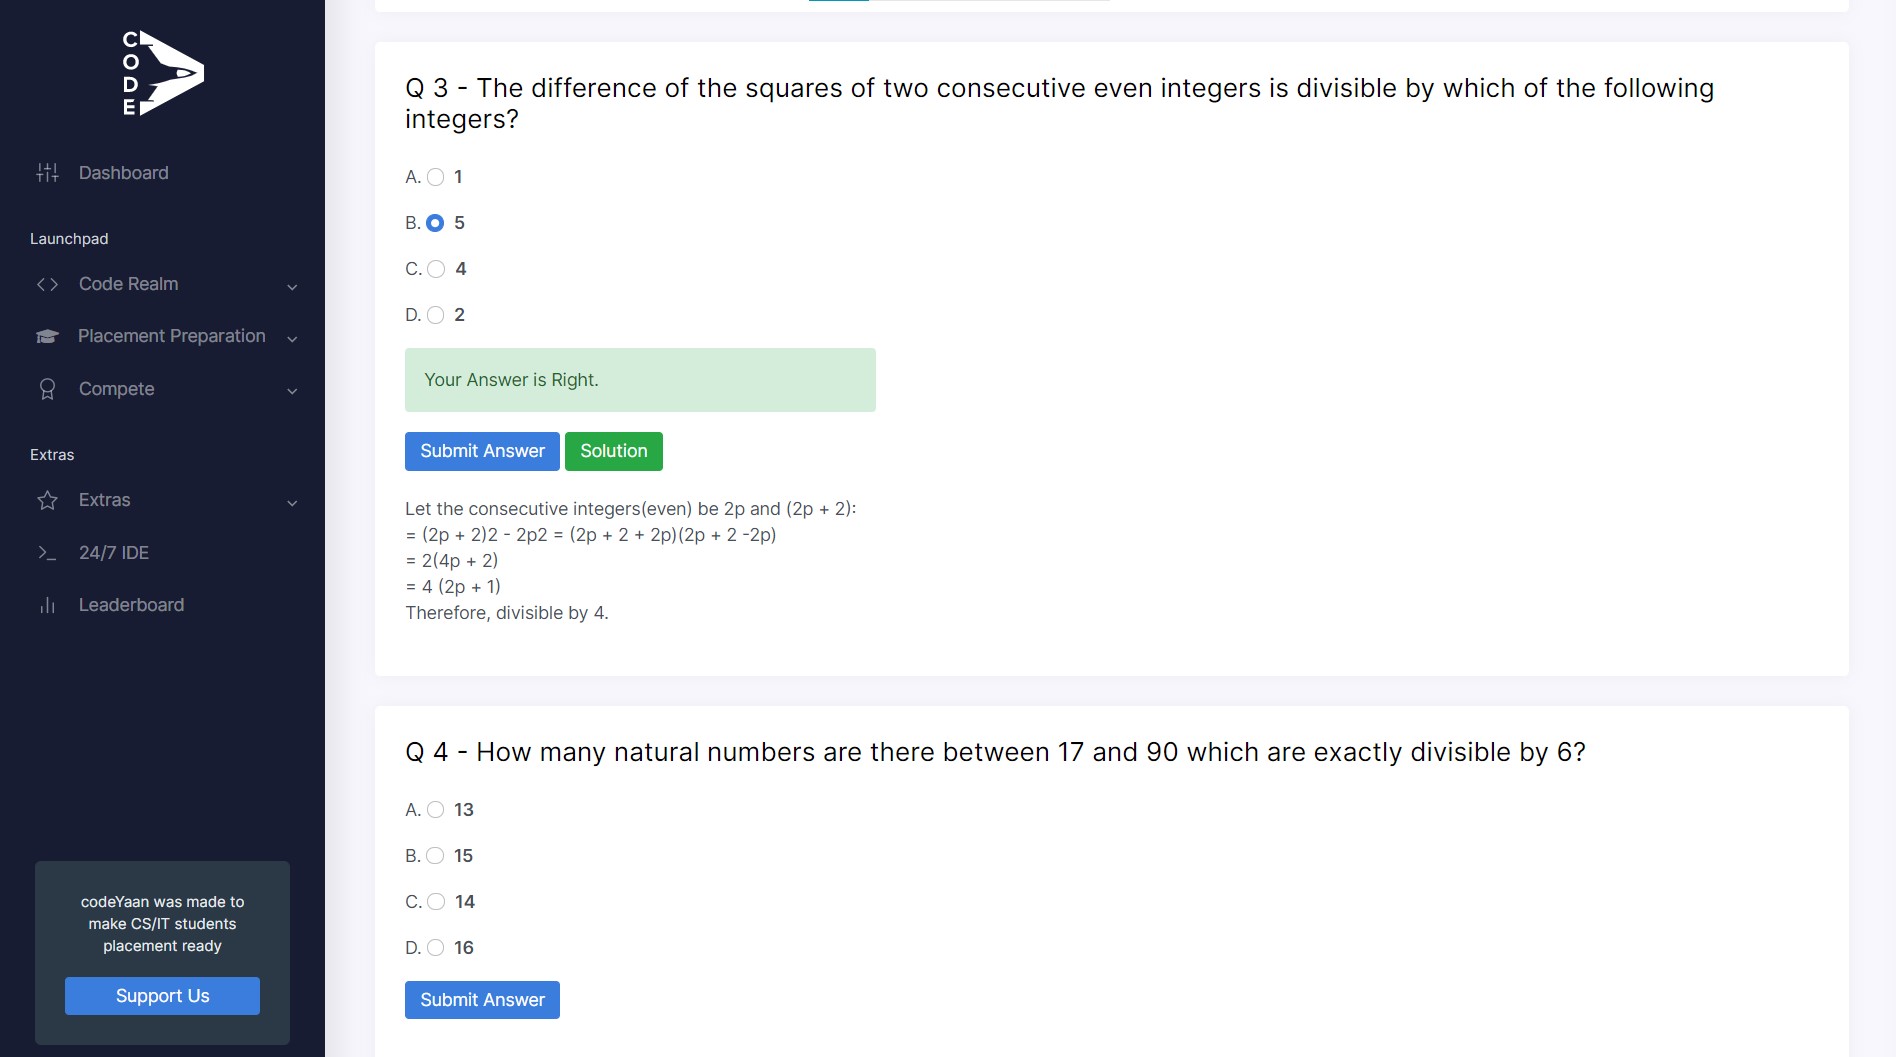 CODE
Dashboard
Launchpad
Code Realm
Placement Preparation
Compete
Extras
Extras
24/7 IDE
Leaderboard
codeYaan was made to
make CS/IT students
placement ready
Support Us
Q 3 - The difference of the squares of two consecutive even integers is divisible by which of the following
integers?
A. 1
B. 5
C. 4
D. 2
Your Answer is Right.
Submit Answer Solution
Let the consecutive integers(even) be 2p and (2p + 2):
= (2p + 2)2 - 2p2 = (2p + 2 + 2p)(2p + 2 -2p)
= 2(4p + 2)
= 4 (2p + 1)
Therefore, divisible by 4.
Q 4 - How many natural numbers are there between 17 and 90 which are exactly divisible by 6?
A. 13
B. 15
C. 14
D. 16
Submit Answer